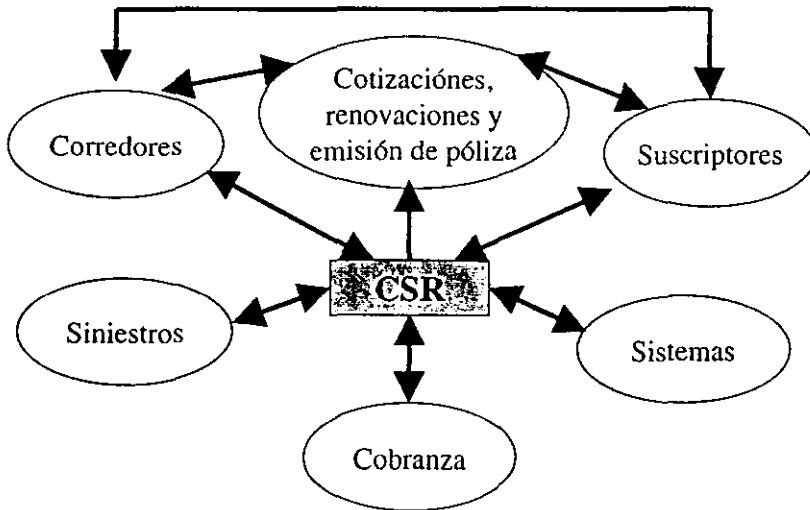 Cotizaciónes,
renovaciones y
emisión de póliza
Corredores
Suscriptores
CSR
Siniestros
Sistemas
Cobranza